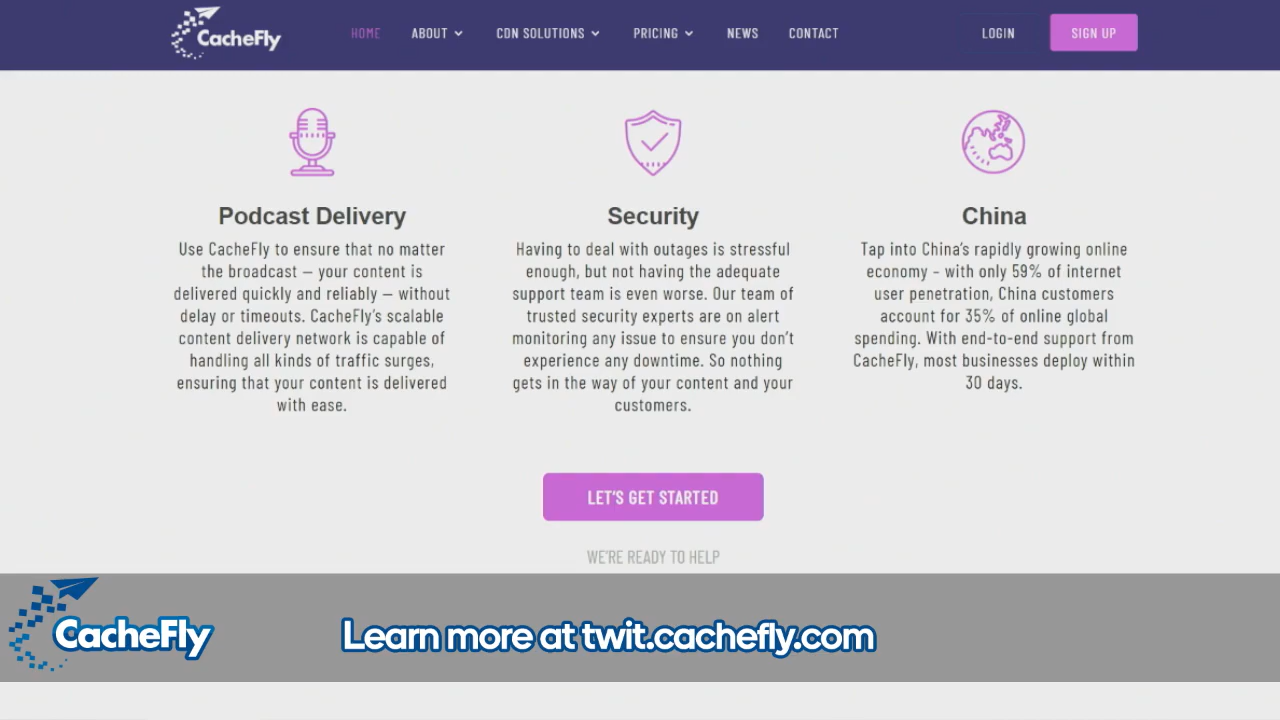 CacheFly
HOME ABOUT CDN SOLUTIONS PRICING NEWS CONTACT LOGIN SIGN UP
Podcast Delivery
Use CacheFly to ensure that no matter
the broadcast – your content is
delivered quickly and reliably – without
delay or timeouts. CacheFly's scalable
content delivery network is capable of
handling all kinds of traffic surges,
ensuring that your content is delivered
with ease.
Security
Having to deal with outages is stressful
enough, but not having the adequate
support team is even worse. Our team of
trusted security experts are on alert
monitoring any issue to ensure you don't
experience any downtime. So nothing
gets in the way of your content and your
customers.
China
Tap into China's rapidly growing online
economy - with only 59% of internet
user penetration, China customers
account for 35% of online global
spending. With end-to-end support from
CacheFly, most businesses deploy within
30 days.
LET'S GET STARTED
WE'RE READY TO HELP
CacheFly
Learn more at twit.cachefly.com